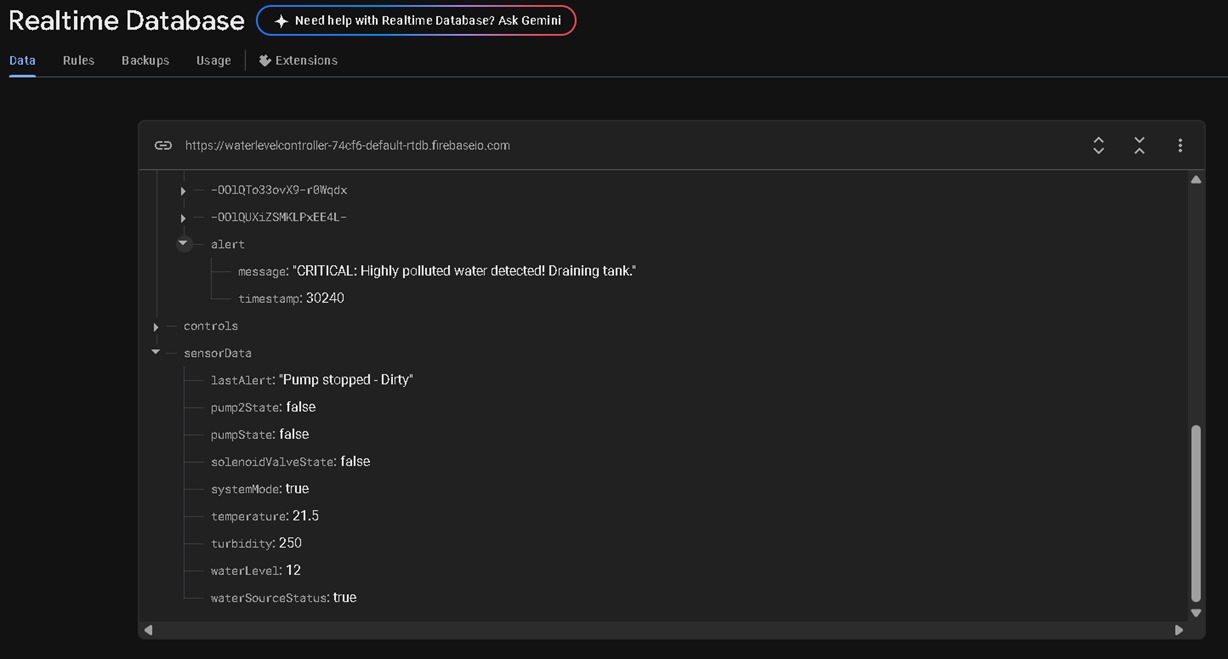 Realtime Database
Need help with Realtime Database? Ask Gemini
Data Rules Backups Usage Extensions
https://waterlevelcontroller-74cf6-default-rtdb.firebaseio.com
-OOlQTo33ovX9-r0Wqdx
-OOlQUXiZSMKLPxEE4L-
alert
message: "CRITICAL: Highly polluted water detected! Draining tank."
timestamp: 30240
controls
sensorData
lastAlert: "Pump stopped - Dirty"
pump2State: false
pumpState: false
solenoidValveState: false
systemMode: true
temperature: 21.5
turbidity: 250
waterLevel: 12
waterSourceStatus: true